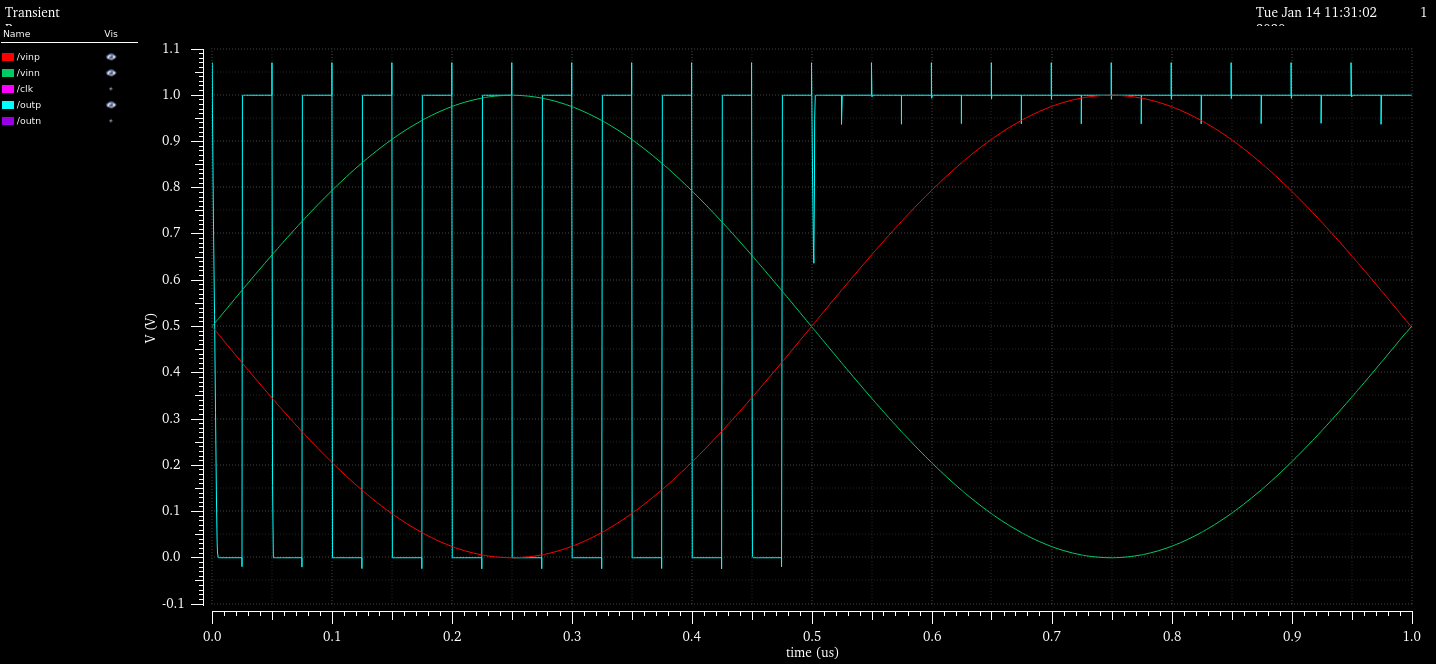 Transient
Tue Jan 14 11:31:02 1
Name Vis
/vinp
/vinn
/clk
/outp
/outn
1.1
1.0
0.9
0.8
0.7
0.6
0.5
0.4
0.3
0.2
0.1
0.0
-0.1
V (V)
0.0 0.1 0.2 0.3 0.4 0.5 0.6 0.7 0.8 0.9 1.0
time (us)